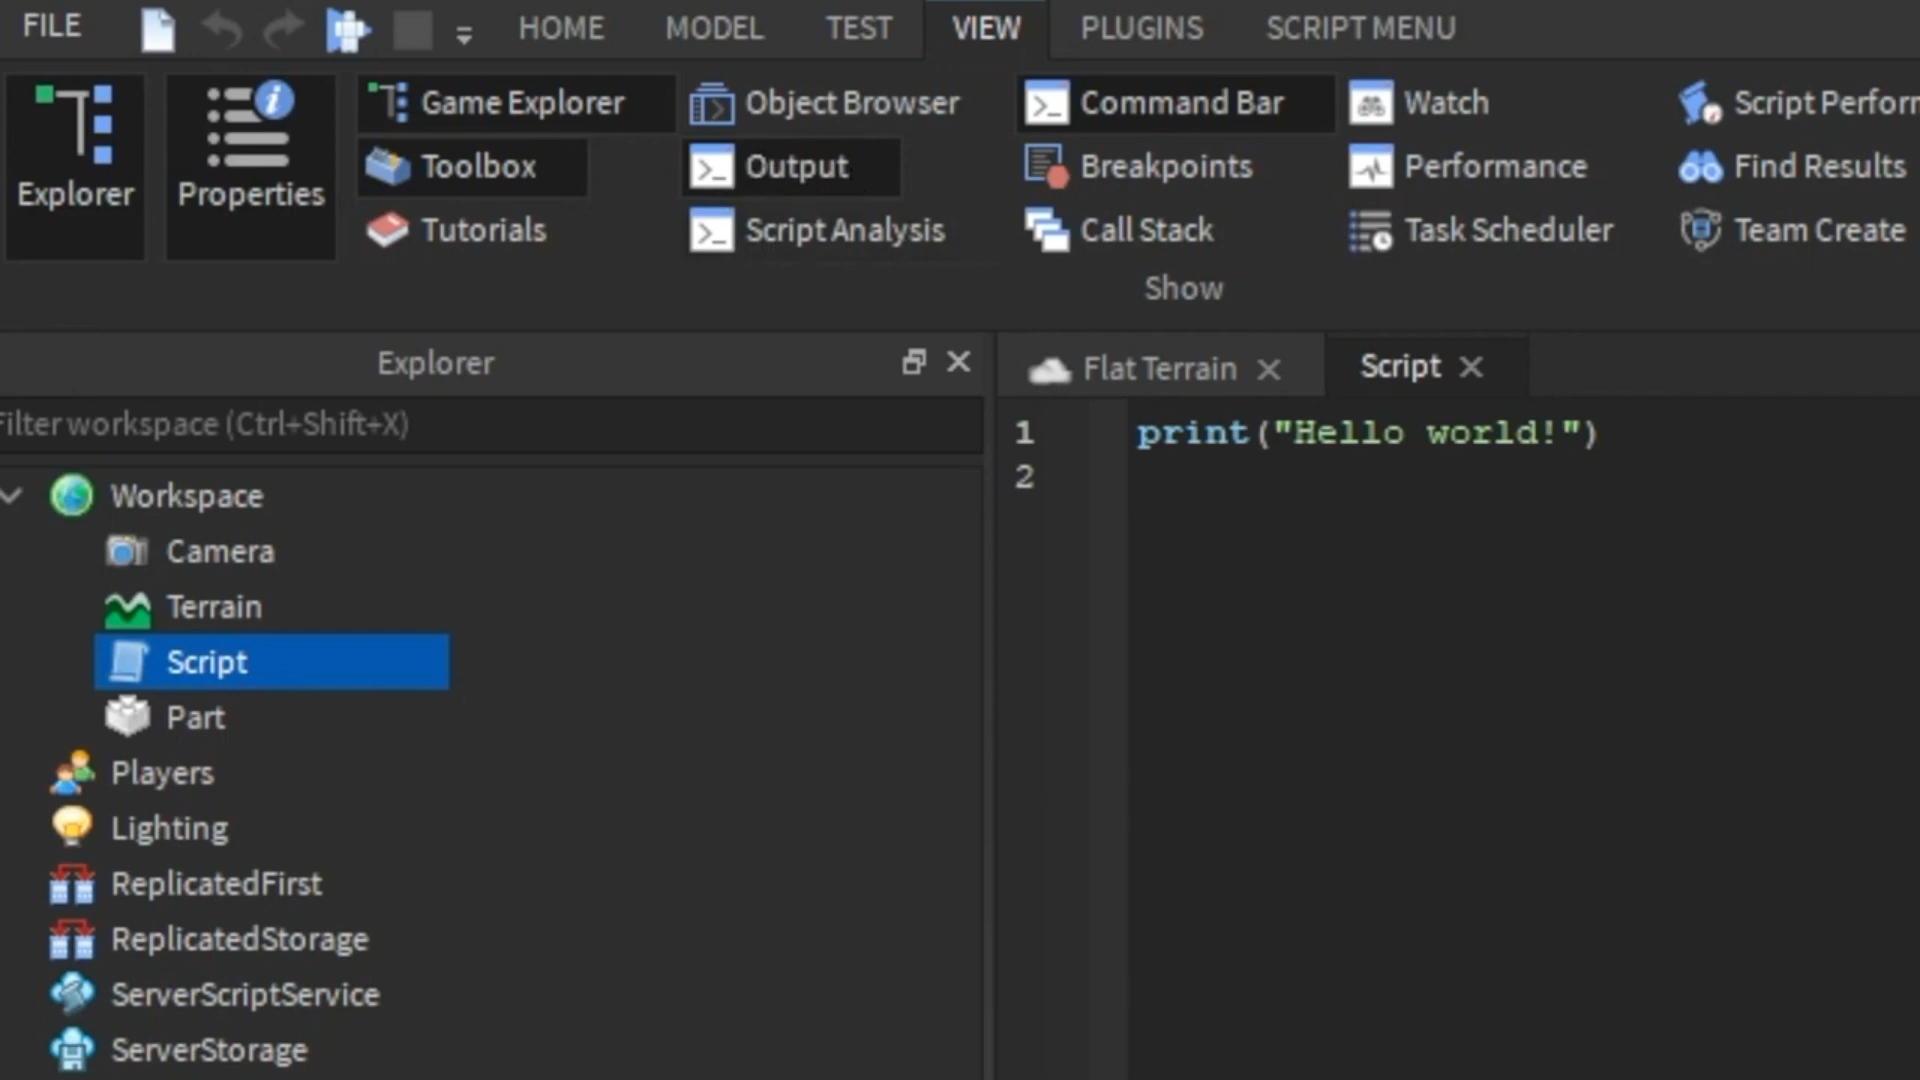 FILE HOME MODEL TEST VIEW PLUGINS SCRIPT MENU
Explorer
Properties
Game Explorer
Toolbox
Tutorials
Object Browser
Output
Script Analysis
Command Bar
Breakpoints
Call Stack
Watch
Performance
Task Scheduler
Script Perforr
Find Results
Team Create
Show
Explorer
Filter workspace (Ctrl+Shift+X)
Workspace
Camera
Terrain
Script
Part
Players
Lighting
ReplicatedFirst
ReplicatedStorage
ServerScriptService
ServerStorage
Flat Terrain
Script
1 print("Hello world!")
2